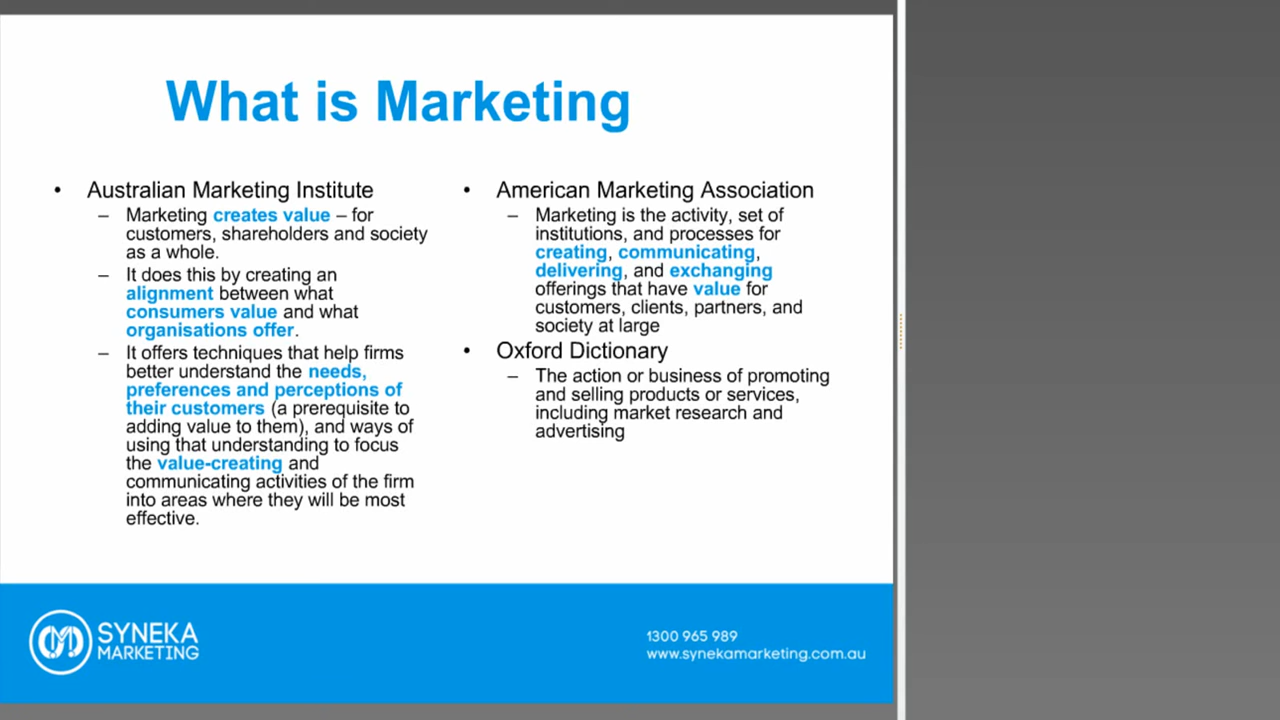 What is Marketing
• Australian Marketing Institute
– Marketing creates value – for
customers, shareholders and society
as a whole.
– It does this by creating an
alignment between what
consumers value and what
organisations offer.
– It offers techniques that help firms
better understand the needs,
preferences and perceptions of
their customers (a prerequisite to
adding value to them), and ways of
using that understanding to focus
the value-creating and
communicating activities of the firm
into areas where they will be most
effective.
• American Marketing Association
– Marketing is the activity, set of
institutions, and processes for
creating, communicating,
delivering, and exchanging
offerings that have value for
customers, clients, partners, and
society at large
• Oxford Dictionary
– The action or business of promoting
and selling products or services,
including market research and
advertising
SYNEKA
MARKETING
1300 965 989
www.synekamarketing.com.au